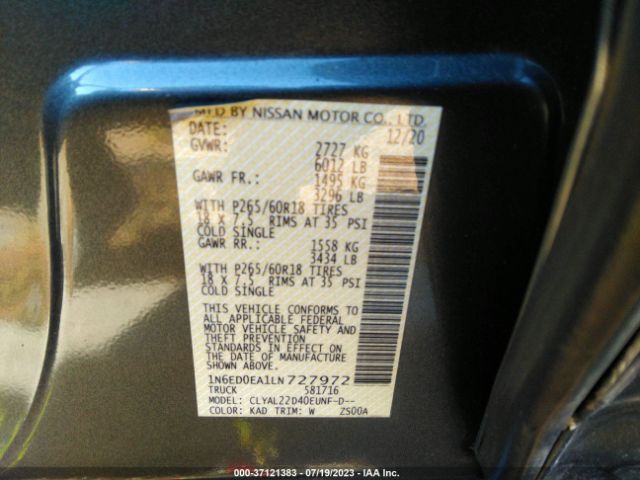 MFD BY NISSAN MOTOR CO., LTD.
DATE: 12/20
GVWR: 2727 KG
6012 LB
GAWR FR.: 1495 KG
3296 LB
WITH P265/60R18 TIRES
18 X 7.5 RIMS AT 35 PSI
COLD SINGLE
GAWR RR.: 1558 KG
3434 LB
WITH P265/60R18 TIRES
18 X 7.5 RIMS AT 35 PSI
COLD SINGLE
THIS VEHICLE CONFORMS TO
ALL APPLICABLE FEDERAL
MOTOR VEHICLE SAFETY AND
THEFT PREVENTION
STANDARDS IN EFFECT ON
THE DATE OF MANUFACTURE
SHOWN ABOVE.
1N6ED0EA1LN727972
TRUCK 581716
MODEL: CLYAL22D40EUNF-D--
COLOR: KAD TRIM: W ZS00A
000-37121383 - 07/19/2023 - IAA Inc.